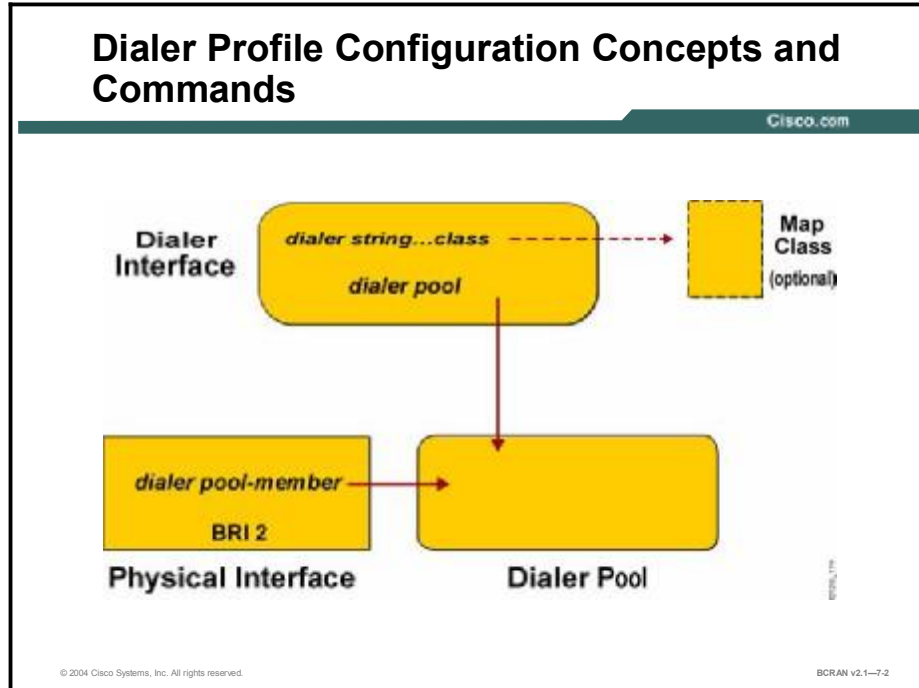 Dialer Profile Configuration Concepts and
Commands
Cisco.com
Dialer
Interface
dialer string...class
dialer pool
Map
Class
(optional)
dialer pool-member
BRI 2
Physical Interface
Dialer Pool
© 2004 Cisco Systems, Inc. All rights reserved.
BCRAN v2.1—7-2